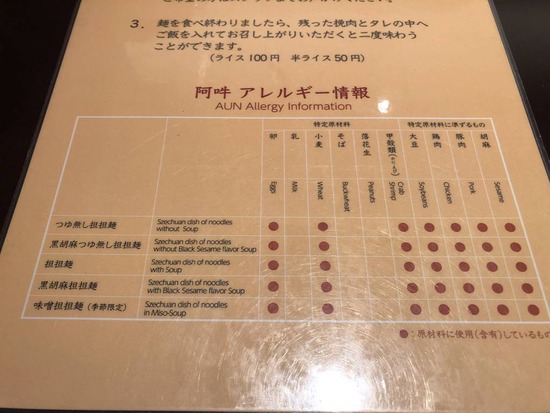 3. 麺を食べ終わりましたら、残った挽肉とタレの中へ
ご飯を入れてお召し上がりいただくと二度味わう
ことができます。
(ライス100円 半ライス50円)
阿吽 アレルギー情報
AUN Allergy Information
特定原材料 特定原材料に準ずるもの
卵 乳 小麦 そば 落花生 甲殻類 大豆 鶏肉 豚肉 胡麻
Eggs Milk Wheat Buckwheat Peanuts Crab Shrimp Soybeans Chicken Pork Sesame
つゆ無し担担麺 Szechuan dish of noodles
without Soup
黒胡麻つゆ無し担担麺 Szechuan dish of noodles
without Black Sesame flavor Soup
担担麺 Szechuan dish of noodles
with Soup
黒胡麻担担麺 Szechuan dish of noodles
with Black Sesame flavor Soup
味噌担担麺(季節限定) Szechuan dish of noodles
in Miso-Soup
●:原材料に使用(含有)しているもの